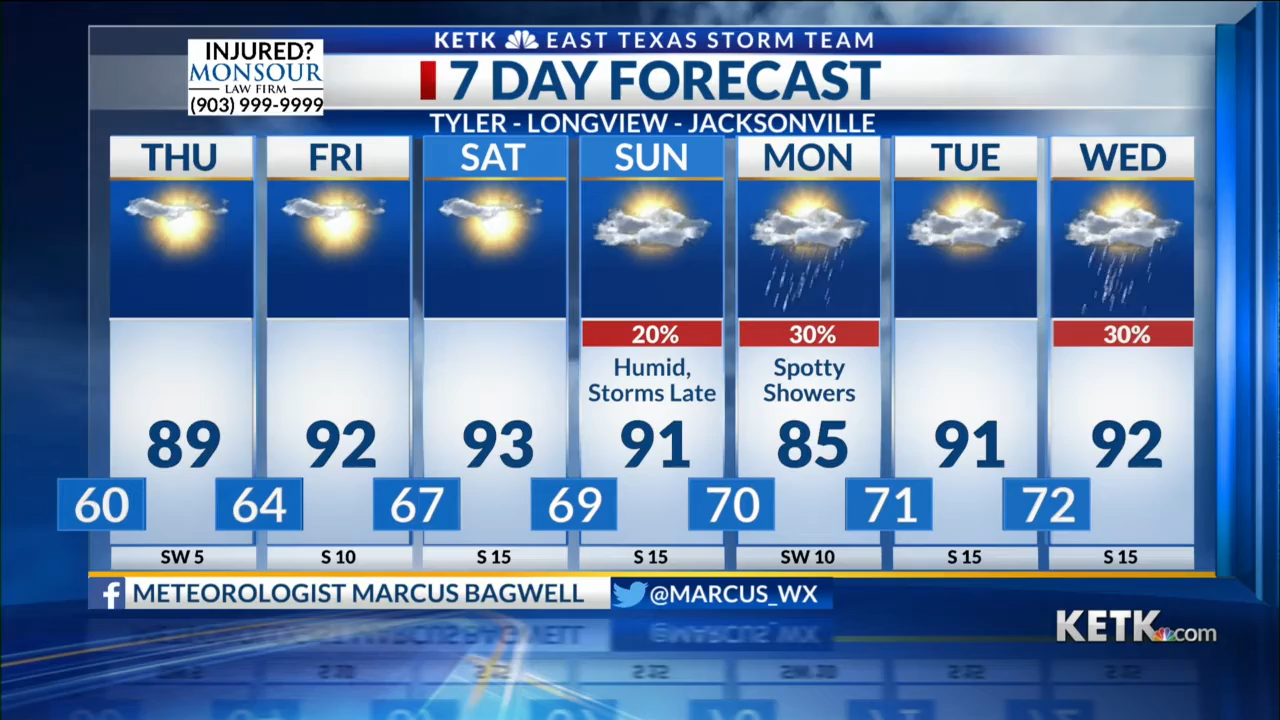 KETK EAST TEXAS STORM TEAM
INJURED?
MONSOUR
LAW FIRM
(903) 999-9999
7 DAY FORECAST
TYLER - LONGVIEW - JACKSONVILLE
THU FRI SAT SUN MON TUE WED
20% 30% 30%
Humid, Spotty
Storms Late Showers
89 92 93 91 85 91 92
60 64 67 69 70 71 72
SW 5 S 10 S 15 S 15 SW 10 S 15 S 15
f METEOROLOGIST MARCUS BAGWELL @MARCUS_WX
KETK.com